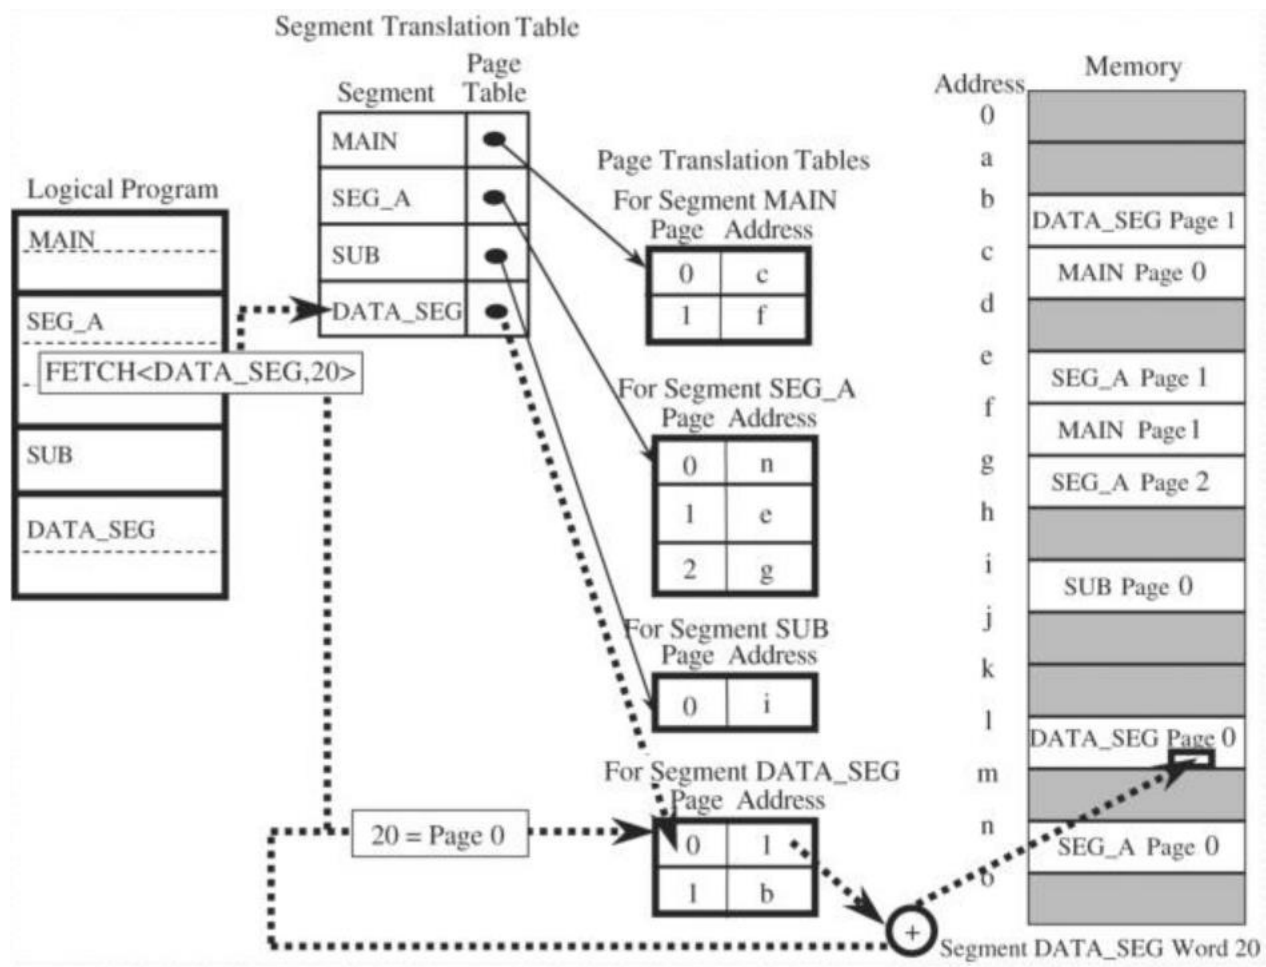 Segment Translation Table
Segment Page Table
MAIN
SEG_A
SUB
DATA_SEG
Logical Program
MAIN
SEG_A
FETCH<DATA_SEG,20>
SUB
DATA_SEG
20 = Page 0
Page Translation Tables
For Segment MAIN
Page Address
0 c
1 f
For Segment SEG_A
Page Address
0 n
1 e
2 g
For Segment SUB
Page Address
0 i
For Segment DATA_SEG
Page Address
0 l
1 b
+
Address Memory
0
a
b
DATA_SEG Page 1
c
MAIN Page 0
d
e
SEG_A Page 1
f
MAIN Page 1
g
SEG_A Page 2
h
i
SUB Page 0
j
k
l
DATA_SEG Page 0
m
n
SEG_A Page 0
o
Segment DATA_SEG Word 20